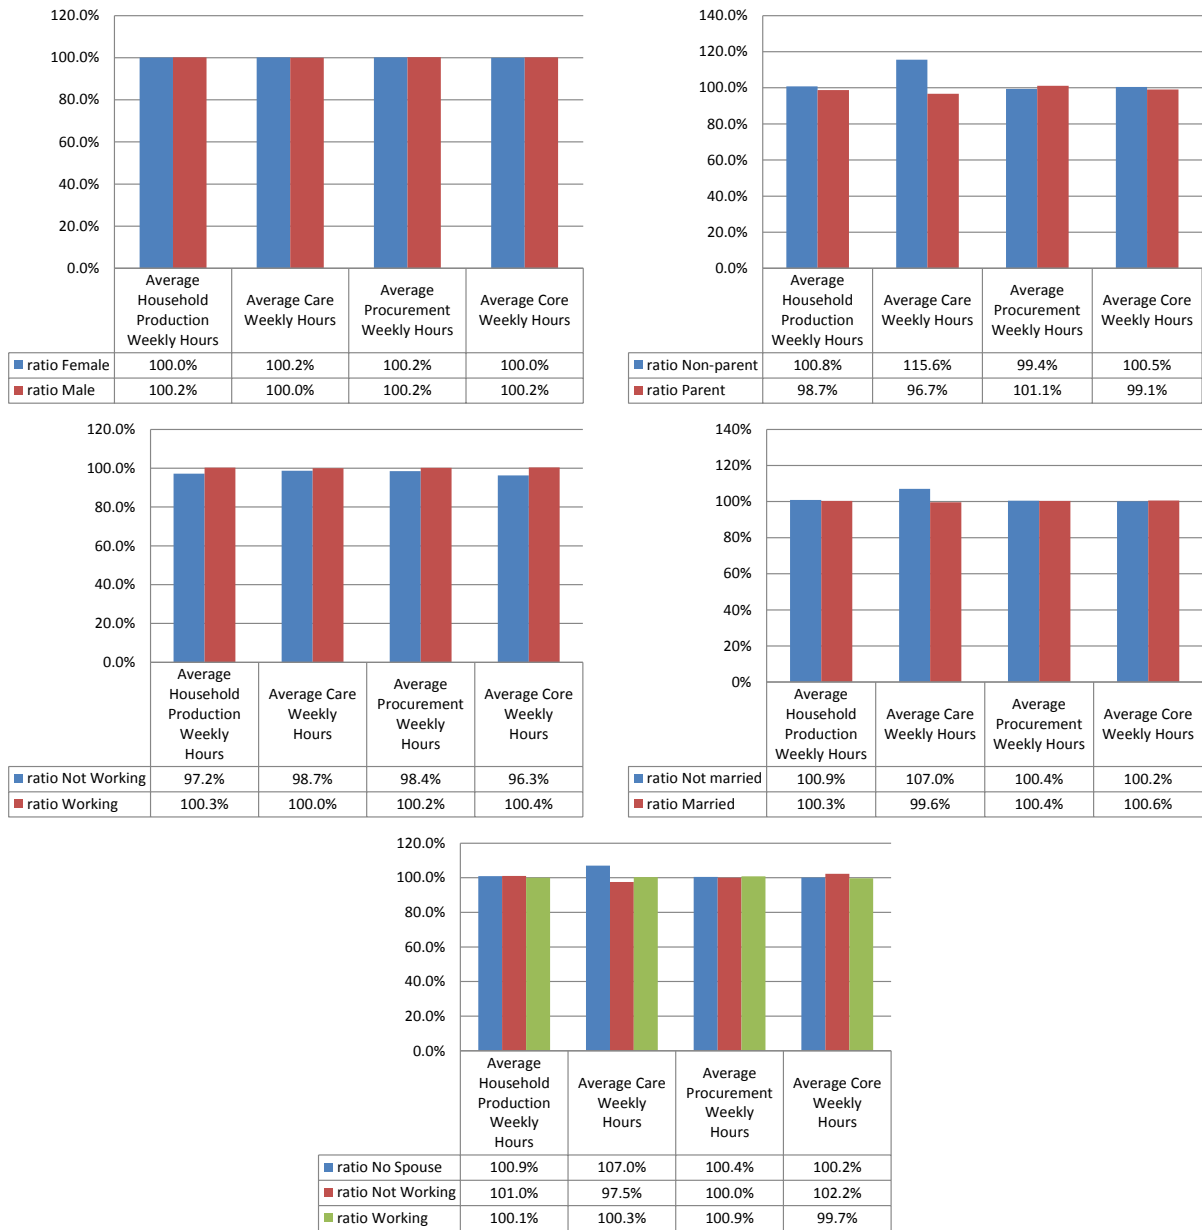 120.0%
100.0%
80.0%
60.0%
40.0%
20.0%
0.0%
Average
Household
Production
Weekly Hours
Average Care
Weekly Hours
Average
Procurement
Weekly Hours
Average Core
Weekly Hours
ratio Female 100.0% 100.2% 100.2% 100.0%
ratio Male 100.2% 100.0% 100.2% 100.2%
140.0%
120.0%
100.0%
80.0%
60.0%
40.0%
20.0%
0.0%
Average
Household
Production
Weekly Hours
Average Care
Weekly Hours
Average
Procurement
Weekly Hours
Average Core
Weekly Hours
ratio Non-parent 100.8% 115.6% 99.4% 100.5%
ratio Parent 98.7% 96.7% 101.1% 99.1%
120.0%
100.0%
80.0%
60.0%
40.0%
20.0%
0.0%
Average
Household
Production
Weekly
Hours
Average Care
Weekly
Hours
Average
Procurement
Weekly
Hours
Average Core
Weekly
Hours
ratio Not Working 97.2% 98.7% 98.4% 96.3%
ratio Working 100.3% 100.0% 100.2% 100.4%
140%
120%
100%
80%
60%
40%
20%
0%
Average
Household
Production
Weekly Hours
Average Care
Weekly Hours
Average
Procurement
Weekly Hours
Average Core
Weekly Hours
ratio Not married 100.9% 107.0% 100.4% 100.2%
ratio Married 100.3% 99.6% 100.4% 100.6%
120.0%
100.0%
80.0%
60.0%
40.0%
20.0%
0.0%
Average
Household
Production
Weekly
Hours
Average Care
Weekly
Hours
Average
Procurement
Weekly
Hours
Average Core
Weekly
Hours
ratio No Spouse 100.9% 107.0% 100.4% 100.2%
ratio Not Working 101.0% 97.5% 100.0% 102.2%
ratio Working 100.1% 100.3% 100.9% 99.7%